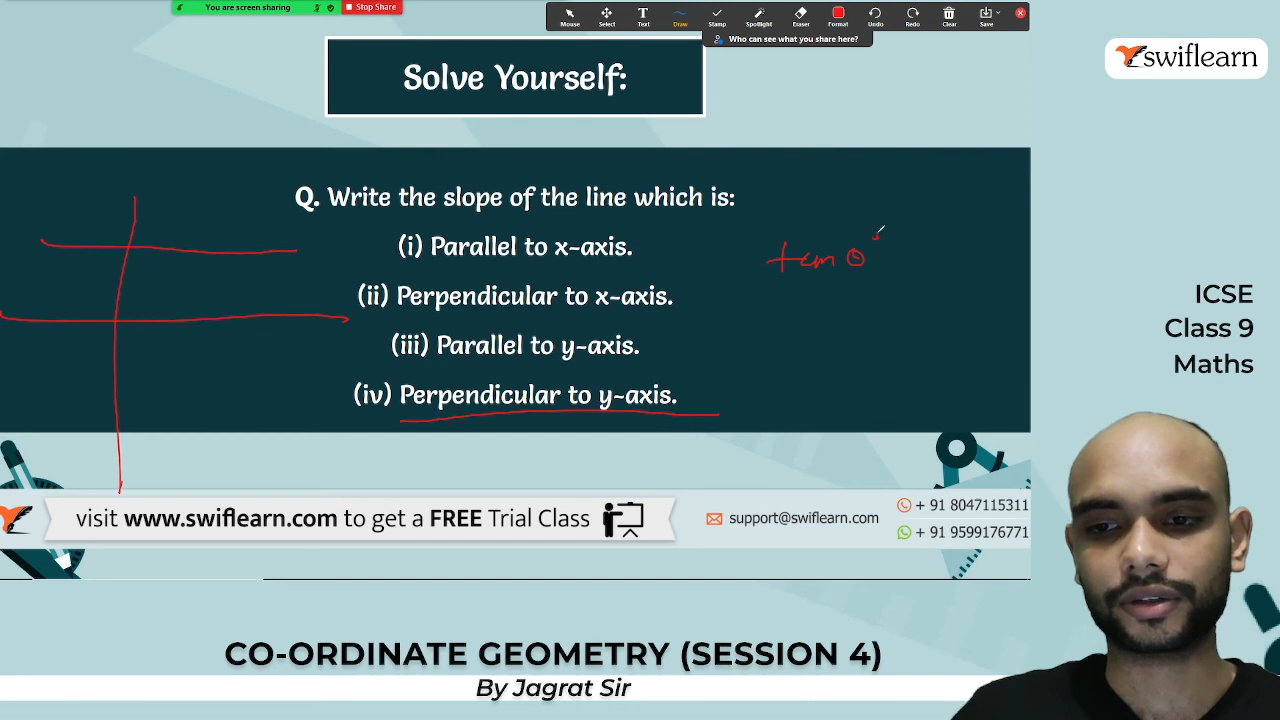 You are screen sharing
Stop Share
Mouse
Select
Text
Draw
Stamp
Spotlight
Eraser
Format
Undo
Redo
Clear
Save
Who can see what you share here?
swiflearn
Solve Yourself:
Q. Write the slope of the line which is:
(i) Parallel to x-axis.
(ii) Perpendicular to x-axis.
(iii) Parallel to y-axis.
(iv) Perpendicular to y-axis.
tan 0°
ICSE
Class 9
Maths
visit www.swiflearn.com to get a FREE Trial Class
support@swiflearn.com
+ 91 8047115311
+ 91 9599176771
CO-ORDINATE GEOMETRY (SESSION 4)
By Jagrat Sir